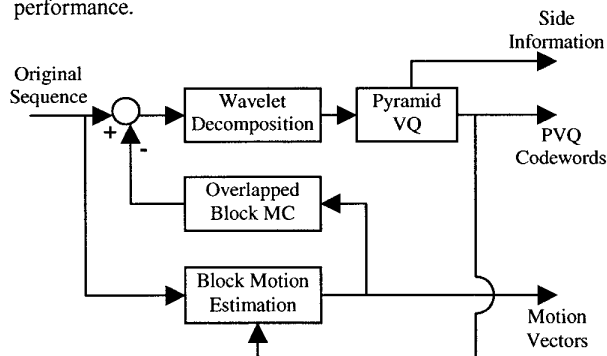 performance.
Side
Information
Original
Sequence
+
-
Wavelet
Decomposition
Pyramid
VQ
PVQ
Codewords
Overlapped
Block MC
Block Motion
Estimation
Motion
Vectors